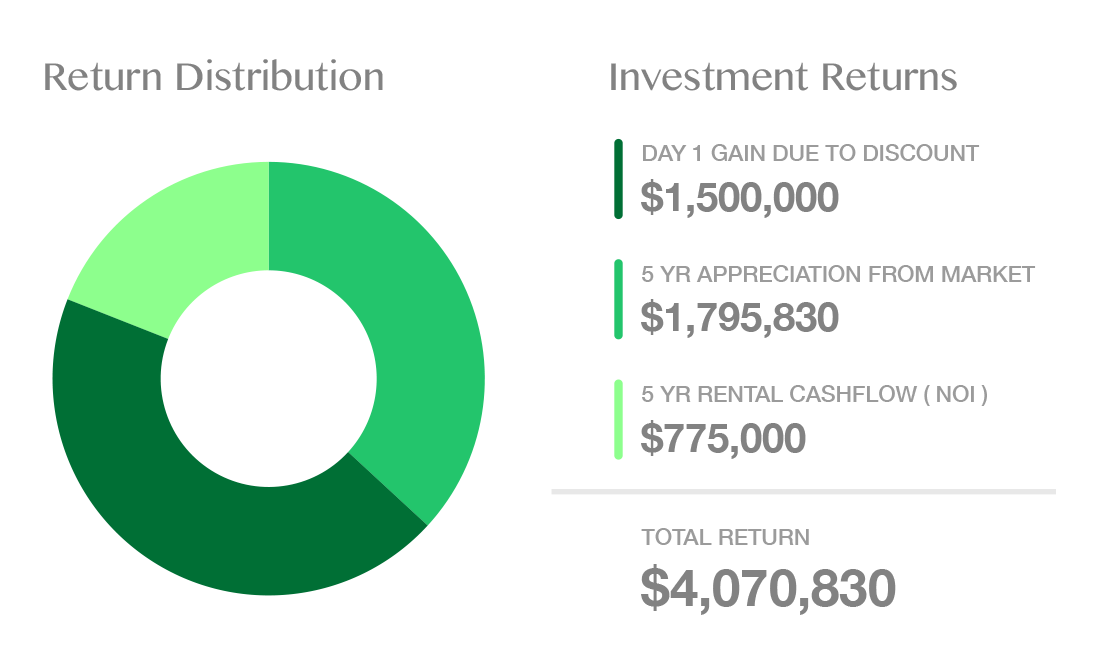 Return Distribution
Investment Returns
DAY 1 GAIN DUE TO DISCOUNT
$1,500,000
5 YR APPRECIATION FROM MARKET
$1,795,830
5 YR RENTAL CASHFLOW ( NOI )
$775,000
TOTAL RETURN
$4,070,830